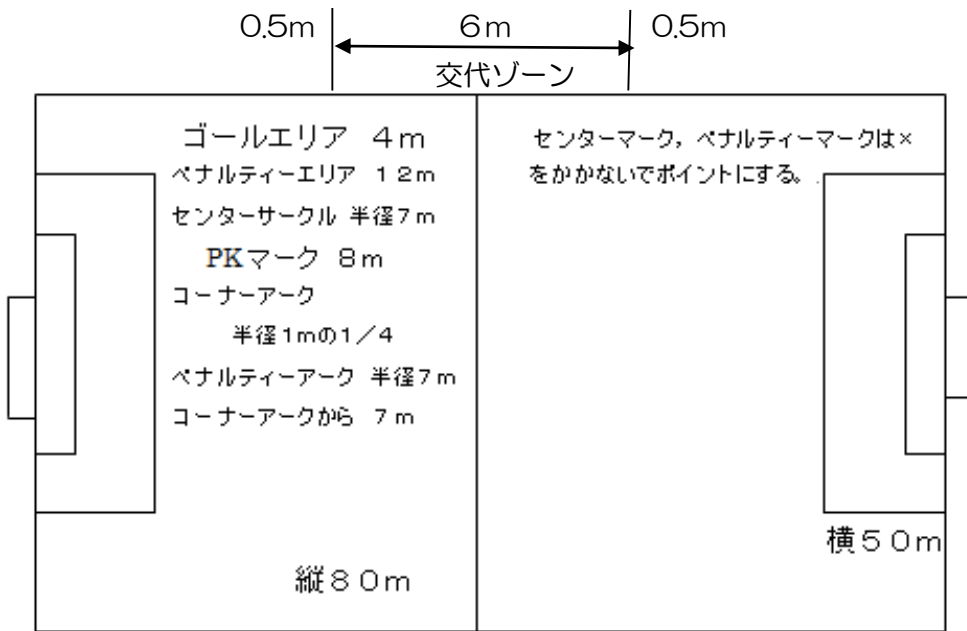 0.5m 6m 0.5m
交代ゾーン
ゴールエリア 4m
ペナルティーエリア 12m
センターサークル 半径7m
PKマーク 8m
コーナーアーク
半径1mの1/4
ペナルティーアーク 半径7m
コーナーアークから 7m
縦80m
センターマーク,ペナルティーマークは×
をかかないでポイントにする。
横50m